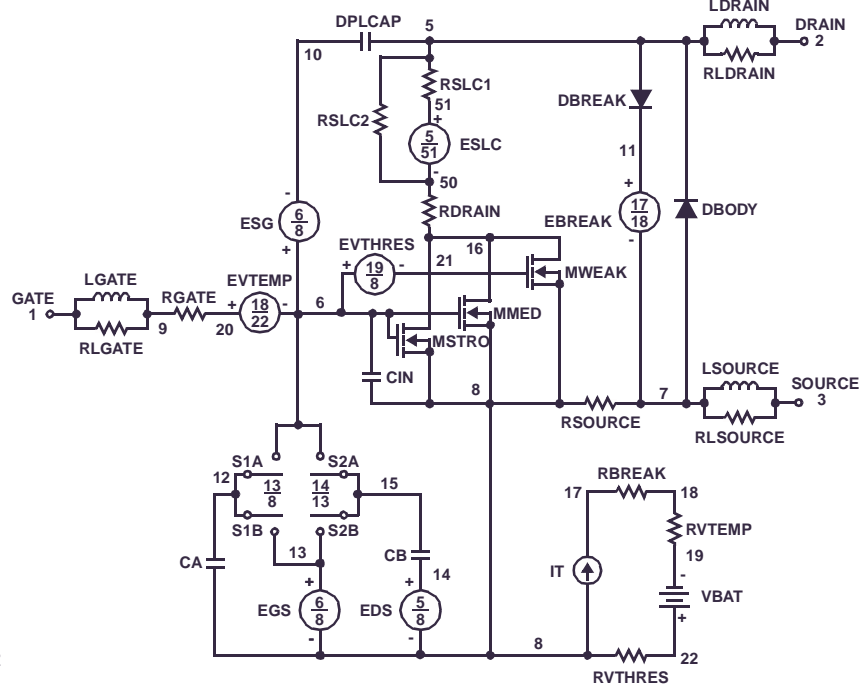 LDRAIN
DPLCAP 5 DRAIN
10 2
RLDRAIN
RSLC1
51 DBREAK
RSLC2 +
5
51
ESLC
11
-
50
- +
ESG 6
8
RDRAIN EBREAK 17
18
DBODY
+ EVTHRES 16 -
21
+ 19
8
- MWEAK
LGATE EVTEMP
GATE RGATE + 18
22
- 6 MMED
1
9 20
RLGATE MSTRO
LSOURCE
CIN 8 7 SOURCE
3
RSOURCE
RLSOURCE
S1A S2A
12 13
8
14
13
15 RBREAK
17 18
S1B S2B
RVTEMP
13 CB
CA 19
14 IT
+ + -
VBAT
EGS 6
8
EDS 5
8
+
- - 8
22
RVTHRES